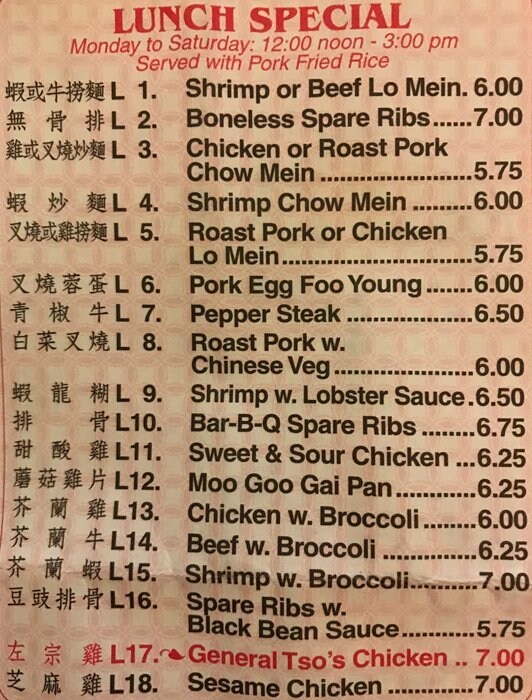 LUNCH SPECIAL
Monday to Saturday: 12:00 noon - 3:00 pm
Served with Pork Fried Rice
蝦或牛撈麵 L 1. Shrimp or Beef Lo Mein. 6.00
無骨排 L 2. Boneless Spare Ribs......7.00
雞或叉燒炒麵 L 3. Chicken or Roast Pork
Chow Mein ..........5.75
蝦炒麵 L 4. Shrimp Chow Mein ..........6.00
叉燒或雞撈麵 L 5. Roast Pork or Chicken
Lo Mein..........5.75
叉燒蓉蛋 L 6. Pork Egg Foo Young .......6.00
青椒牛 L 7. Pepper Steak ..........6.50
白菜叉燒 L 8. Roast Pork w.
Chinese Veg..........6.00
蝦龍糊 L 9. Shrimp w. Lobster Sauce.6.50
排骨 L10. Bar-B-Q Spare Ribs ........6.75
甜酸雞 L11. Sweet & Sour Chicken ...6.25
蘑菇雞片 L12. Moo Goo Gai Pan..........6.25
芥蘭雞 L13. Chicken w. Broccoli.......6.00
芥蘭牛 L14. Beef w. Broccoli ..........6.25
芥蘭蝦 L15. Shrimp w. Broccoli.........7.00
豆豉排骨 L16. Spare Ribs w.
Black Bean Sauce..........5.75
左宗雞 L17. General Tso's Chicken .. 7.00
芝麻雞 L18. Sesame Chicken ..........7.00